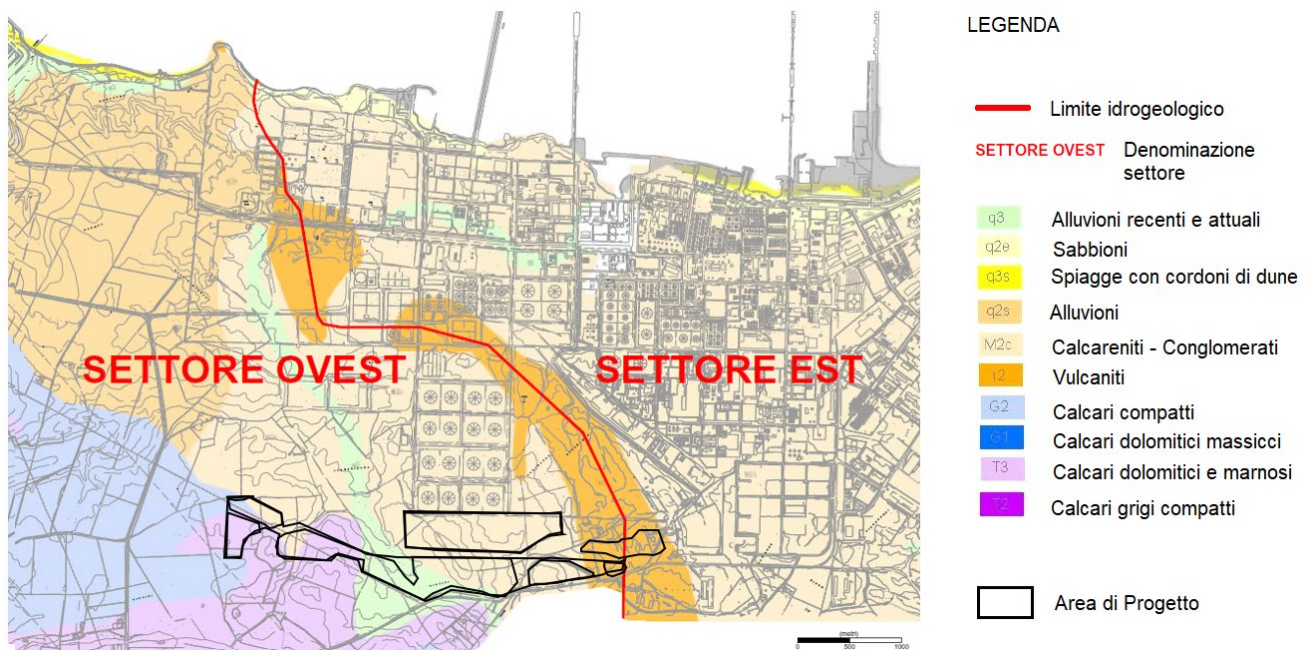 LEGENDA
Limite idrogeologico
SETTORE OVEST Denominazione
settore
q3 Alluvioni recenti e attuali
q2e Sabbioni
q3s Spiagge con cordoni di dune
q2s Alluvioni
M2c Calcareniti - Conglomerati
r2 Vulcaniti
G2 Calcari compatti
G1 Calcari dolomitici massicci
T3 Calcari dolomitici e marnosi
T2 Calcari grigi compatti
Area di Progetto
SETTORE OVEST
SETTORE EST
(metri)
0 500 1000